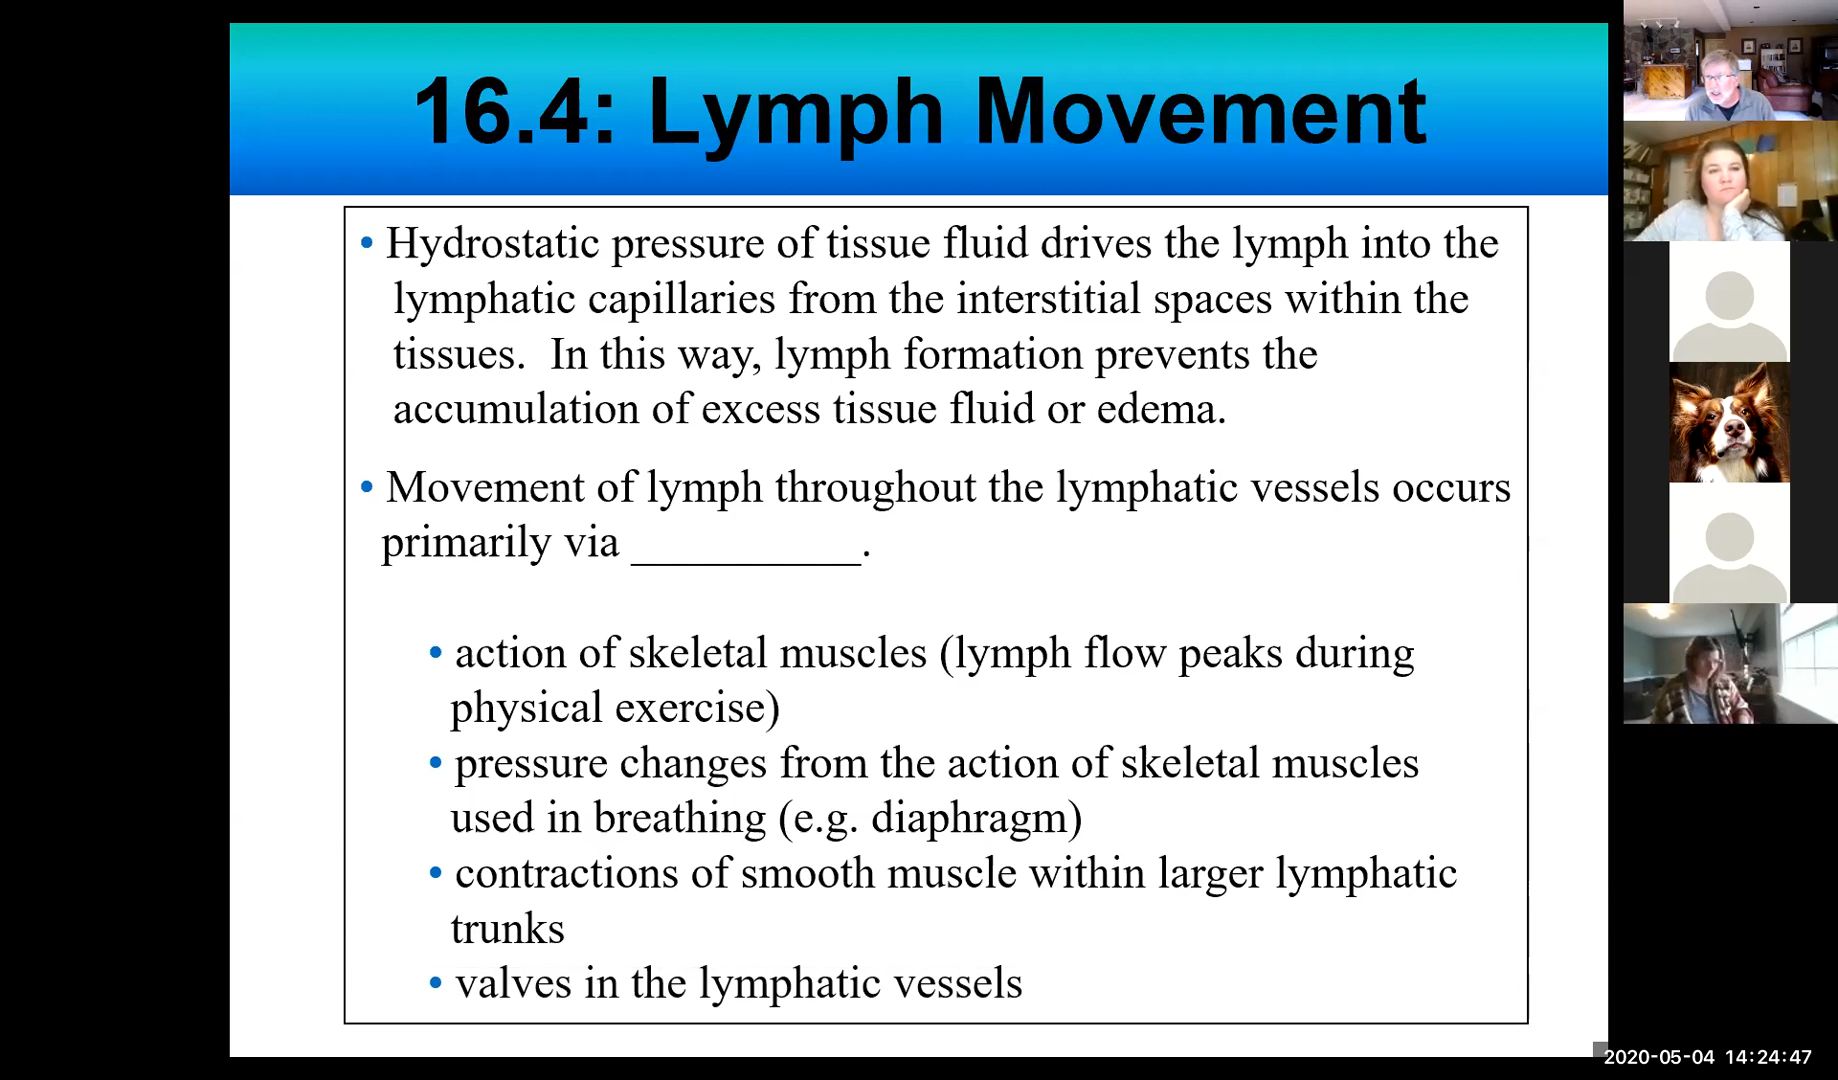 16.4: Lymph Movement
• Hydrostatic pressure of tissue fluid drives the lymph into the
lymphatic capillaries from the interstitial spaces within the
tissues.  In this way, lymph formation prevents the
accumulation of excess tissue fluid or edema.
• Movement of lymph throughout the lymphatic vessels occurs
primarily via __________.
• action of skeletal muscles (lymph flow peaks during
physical exercise)
• pressure changes from the action of skeletal muscles
used in breathing (e.g. diaphragm)
• contractions of smooth muscle within larger lymphatic
trunks
• valves in the lymphatic vessels
2020-05-04 14:24:47